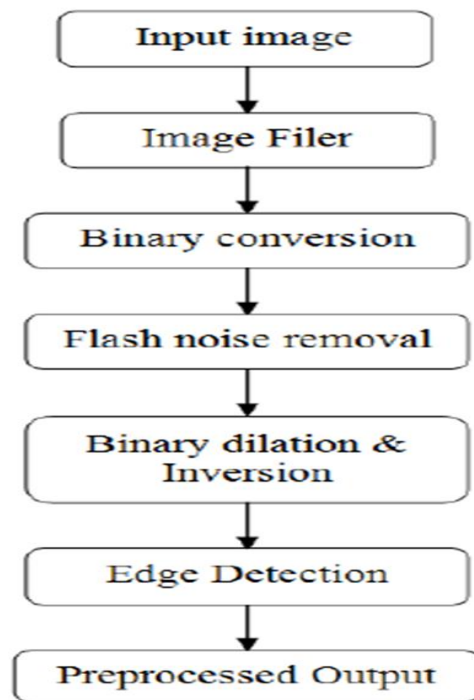 Input image
Image Filer
Binary conversion
Flash noise removal
Binary dilation &
Inversion
Edge Detection
Preprocessed Output